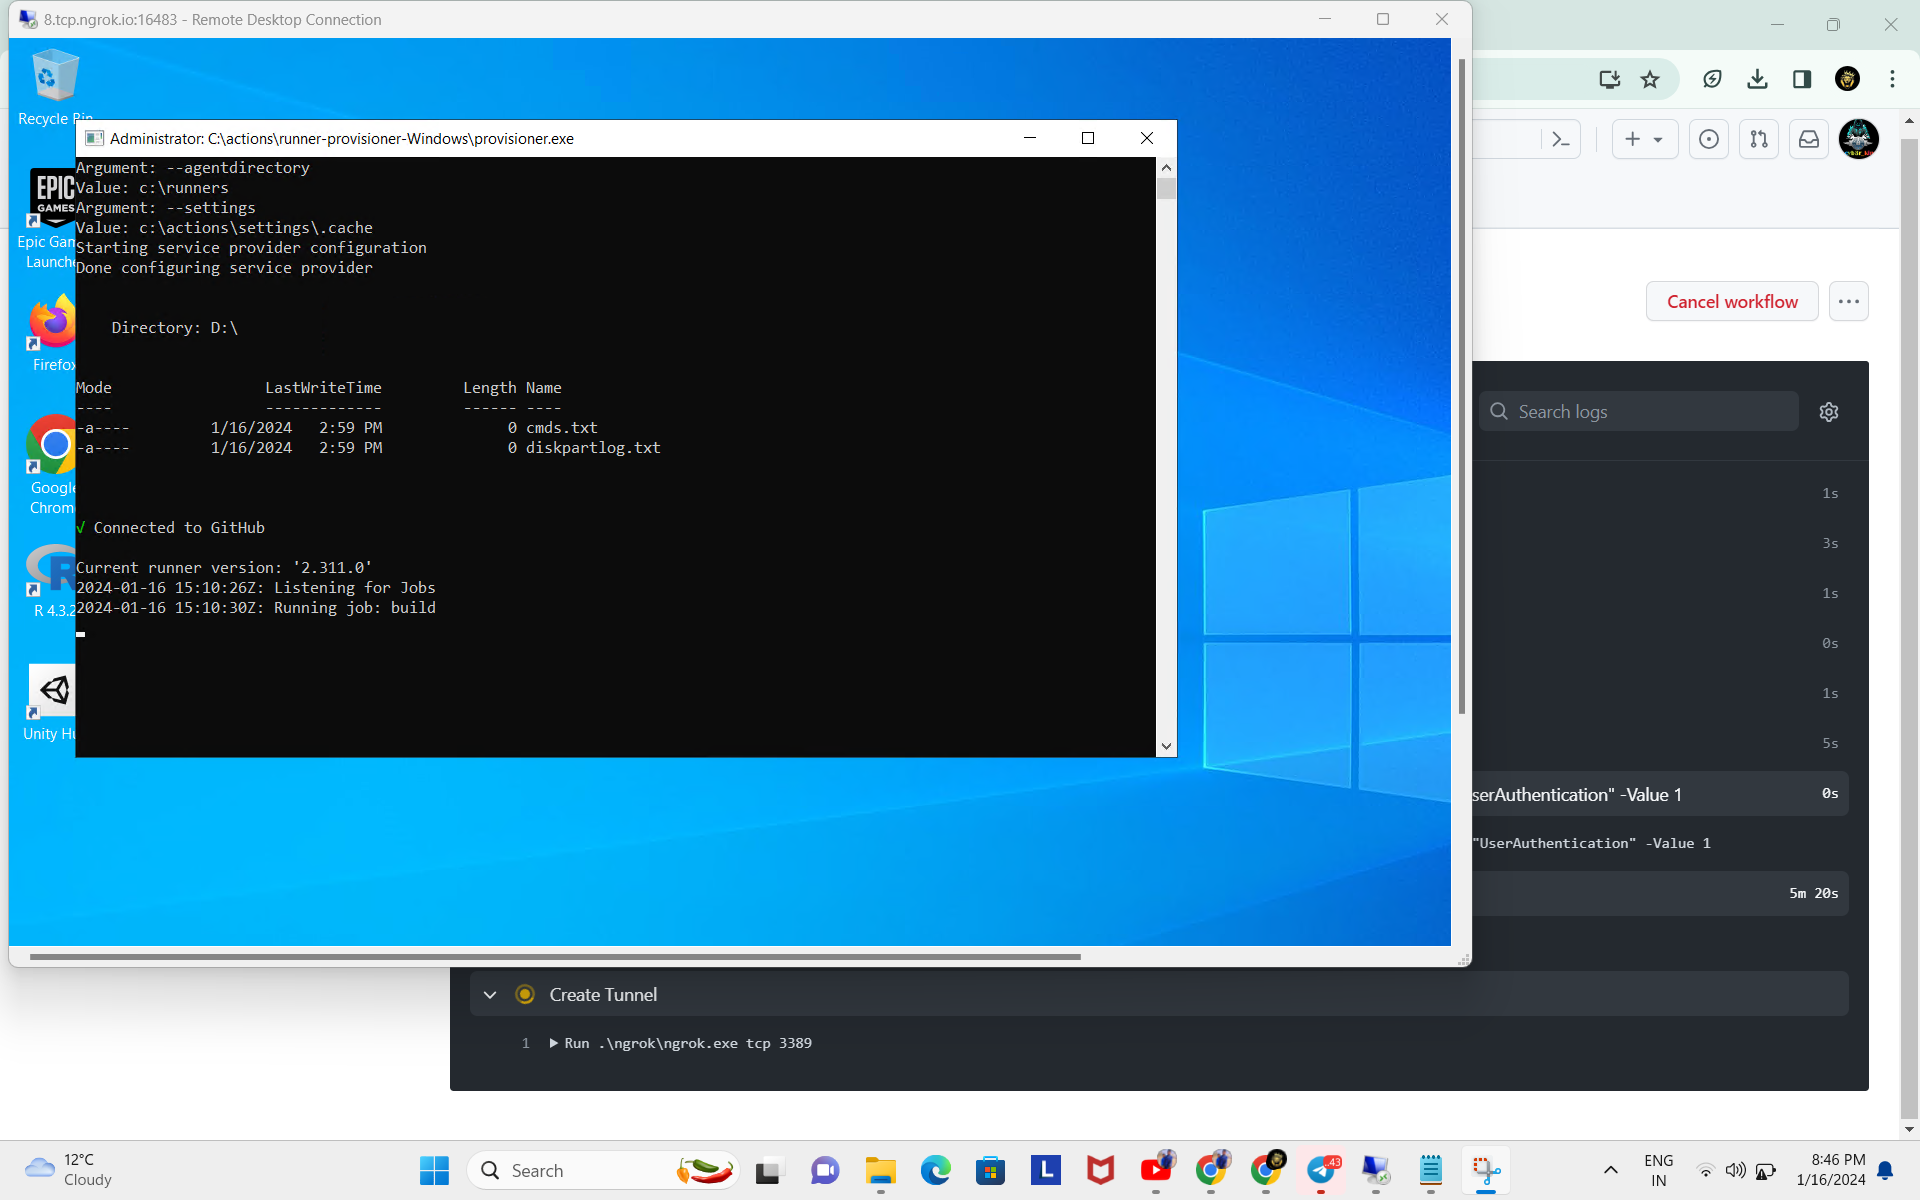 8.tcp.ngrok.io:16483 - Remote Desktop Connection
Recycle Bin
Administrator: C:\actions\runner-provisioner-Windows\provisioner.exe
Argument: --agentdirectory
Value: c:\runners
Argument: --settings
Value: c:\actions\settings\.cache
Starting service provider configuration
Done configuring service provider
Directory: D:\
Mode LastWriteTime Length Name
---- ------------- ------ ----
-a---- 1/16/2024 2:59 PM 0 cmds.txt
-a---- 1/16/2024 2:59 PM 0 diskpartlog.txt
√ Connected to GitHub
Current runner version: '2.311.0'
2024-01-16 15:10:26Z: Listening for Jobs
2024-01-16 15:10:30Z: Running job: build
EPIC
GAMES
Epic Gam
Launche
Firefox
Google
Chrom
R 4.3.2
Unity Hu
Cancel workflow
Search logs
1s
3s
1s
0s
1s
5s
serAuthentication" -Value 1 0s
"UserAuthentication" -Value 1
5m 20s
Create Tunnel
1 Run .\ngrok\ngrok.exe tcp 3389
12°C
Cloudy
Search
L
43
ENG
IN
8:46 PM
1/16/2024